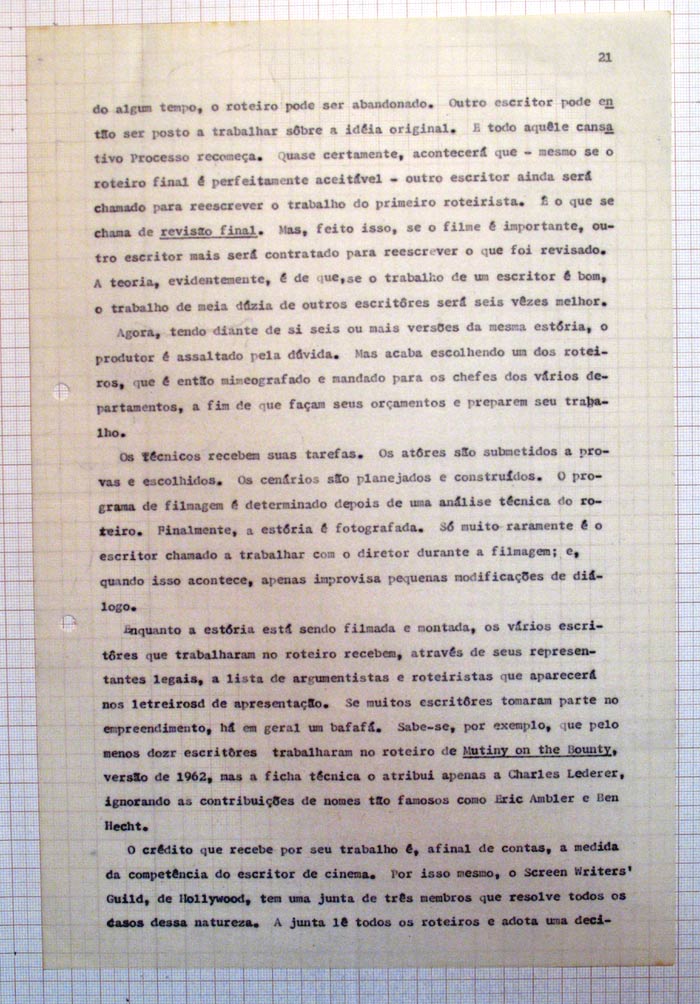 21
do algum tempo, o roteiro pode ser abandonado. Outro escritor pode en
tão ser posto a trabalhar sôbre a idéia original. E todo aquêle cansa
tivo Processo recomeça. Quase certamente, acontecerá que - mesmo se o
roteiro final é perfeitamente aceitável - outro escritor ainda será
chamado para reescrever o trabalho do primeiro roteirista. É o que se
chama de revisão final. Mas, feito isso, se o filme é importante, ou-
tro escritor mais será contratado para reescrever o que foi revisado.
A teoria, evidentemente, é de que,se o trabalho de um escritor é bom,
o trabalho de meia dúzia de outros escritôres será seis vêzes melhor.
Agora, tendo diante de si seis ou mais versões da mesma estória, o
produtor é assaltado pela dúvida. Mas acaba escolhendo um dos rotei-
ros, que é então mimeografado e mandado para os chefes dos vários de-
partamentos, a fim de que façam seus orçamentos e preparem seu traba-
lho.
Os técnicos recebem suas tarefas. Os atôres são submetidos a pro-
vas e escolhidos. Os cenários são planejados e construídos. O pro-
grama de filmagem é determinado depois de uma análise técnica do ro-
teiro. Finalmente, a estória é fotografada. Só muito raramente é o
escritor chamado a trabalhar com o diretor durante a filmagem; e,
quando isso acontece, apenas improvisa pequenas modificações de diá-
logo.
Enquanto a estória está sendo filmada e montada, os vários escri-
tôres que trabalharam no roteiro recebem, através de seus represen-
tantes legais, a lista de argumentistas e roteiristas que aparecerá
nos letreirosd de apresentação. Se muitos escritôres tomaram parte no
empreendimento, há em geral um bafafá. Sabe-se, por exemplo, que pelo
menos dozr escritôres trabalharam no roteiro de Mutiny on the Bounty,
versão de 1962, mas a ficha técnica o atribui apenas a Charles Lederer,
ignorando as contribuições de nomes tão famosos como Eric Ambler e Ben
Hecht.
O crédito que recebe por seu trabalho é, afinal de contas, a medida
da competência do escritor de cinema. Por isso mesmo, o Screen Writers'
Guild, de Hollywood, tem uma junta de três membros que resolve todos os
casos dessa natureza. A junta lê todos os roteiros e adota uma deci-